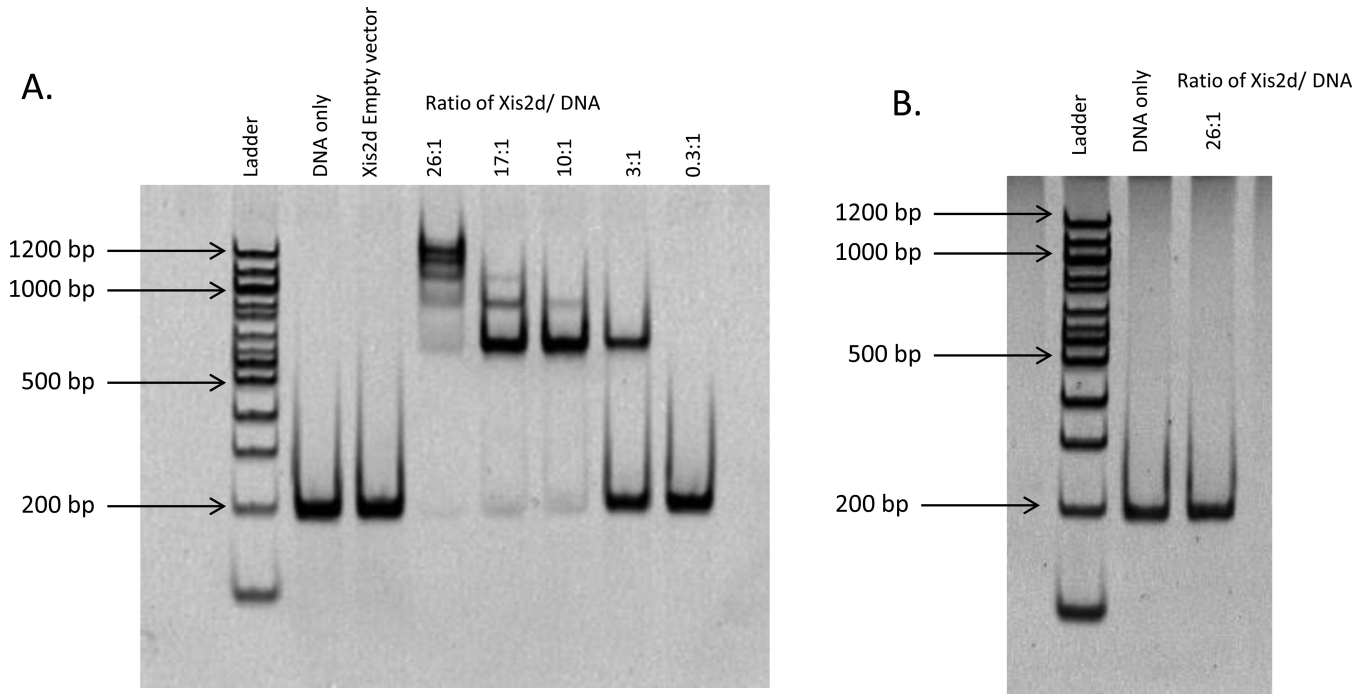 A.
Ladder
DNA only
Xis2d Empty vector
Ratio of Xis2d/ DNA
26:1
17:1
10:1
3:1
0.3:1
1200 bp
1000 bp
500 bp
200 bp
B.
Ladder
DNA only
Ratio of Xis2d/ DNA
26:1
1200 bp
1000 bp
500 bp
200 bp